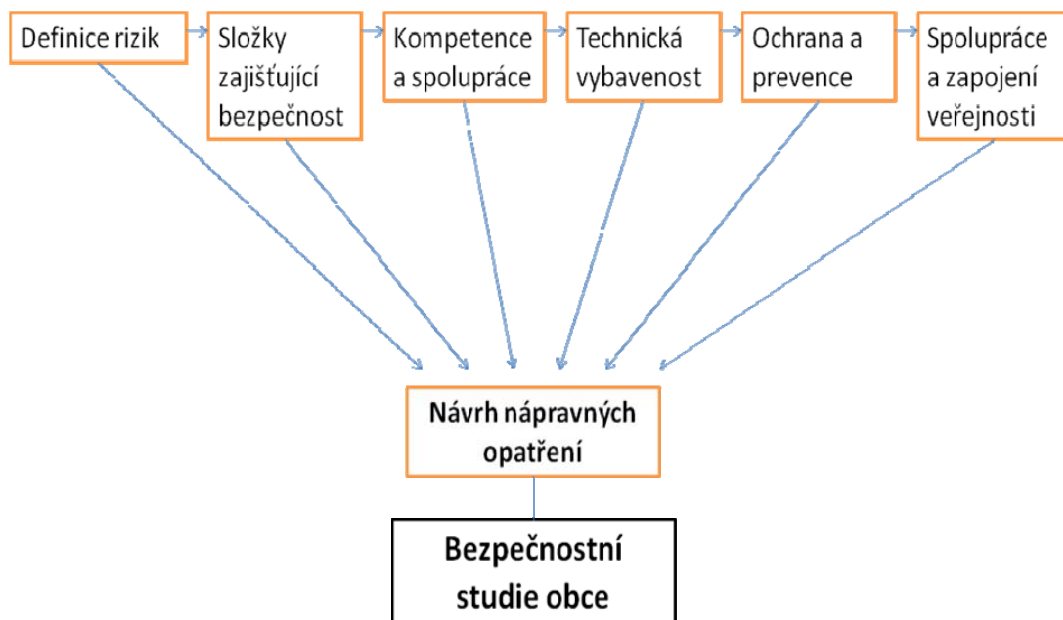 Definice rizik
Složky
zajišťující
bezpečnost
Kompetence
a spolupráce
Technická
vybavenost
Ochrana a
prevence
Spolupráce
a zapojení
veřejnosti
Návrh nápravných
opatření
Bezpečnostní
studie obce